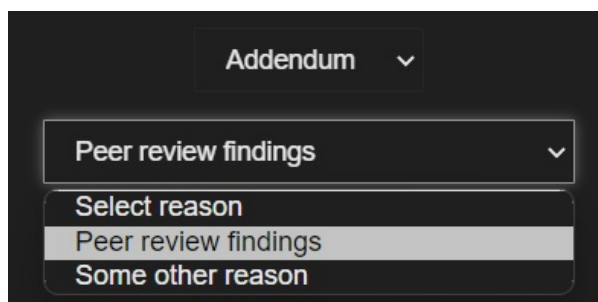 Addendum
Peer review findings
Select reason
Peer review findings
Some other reason